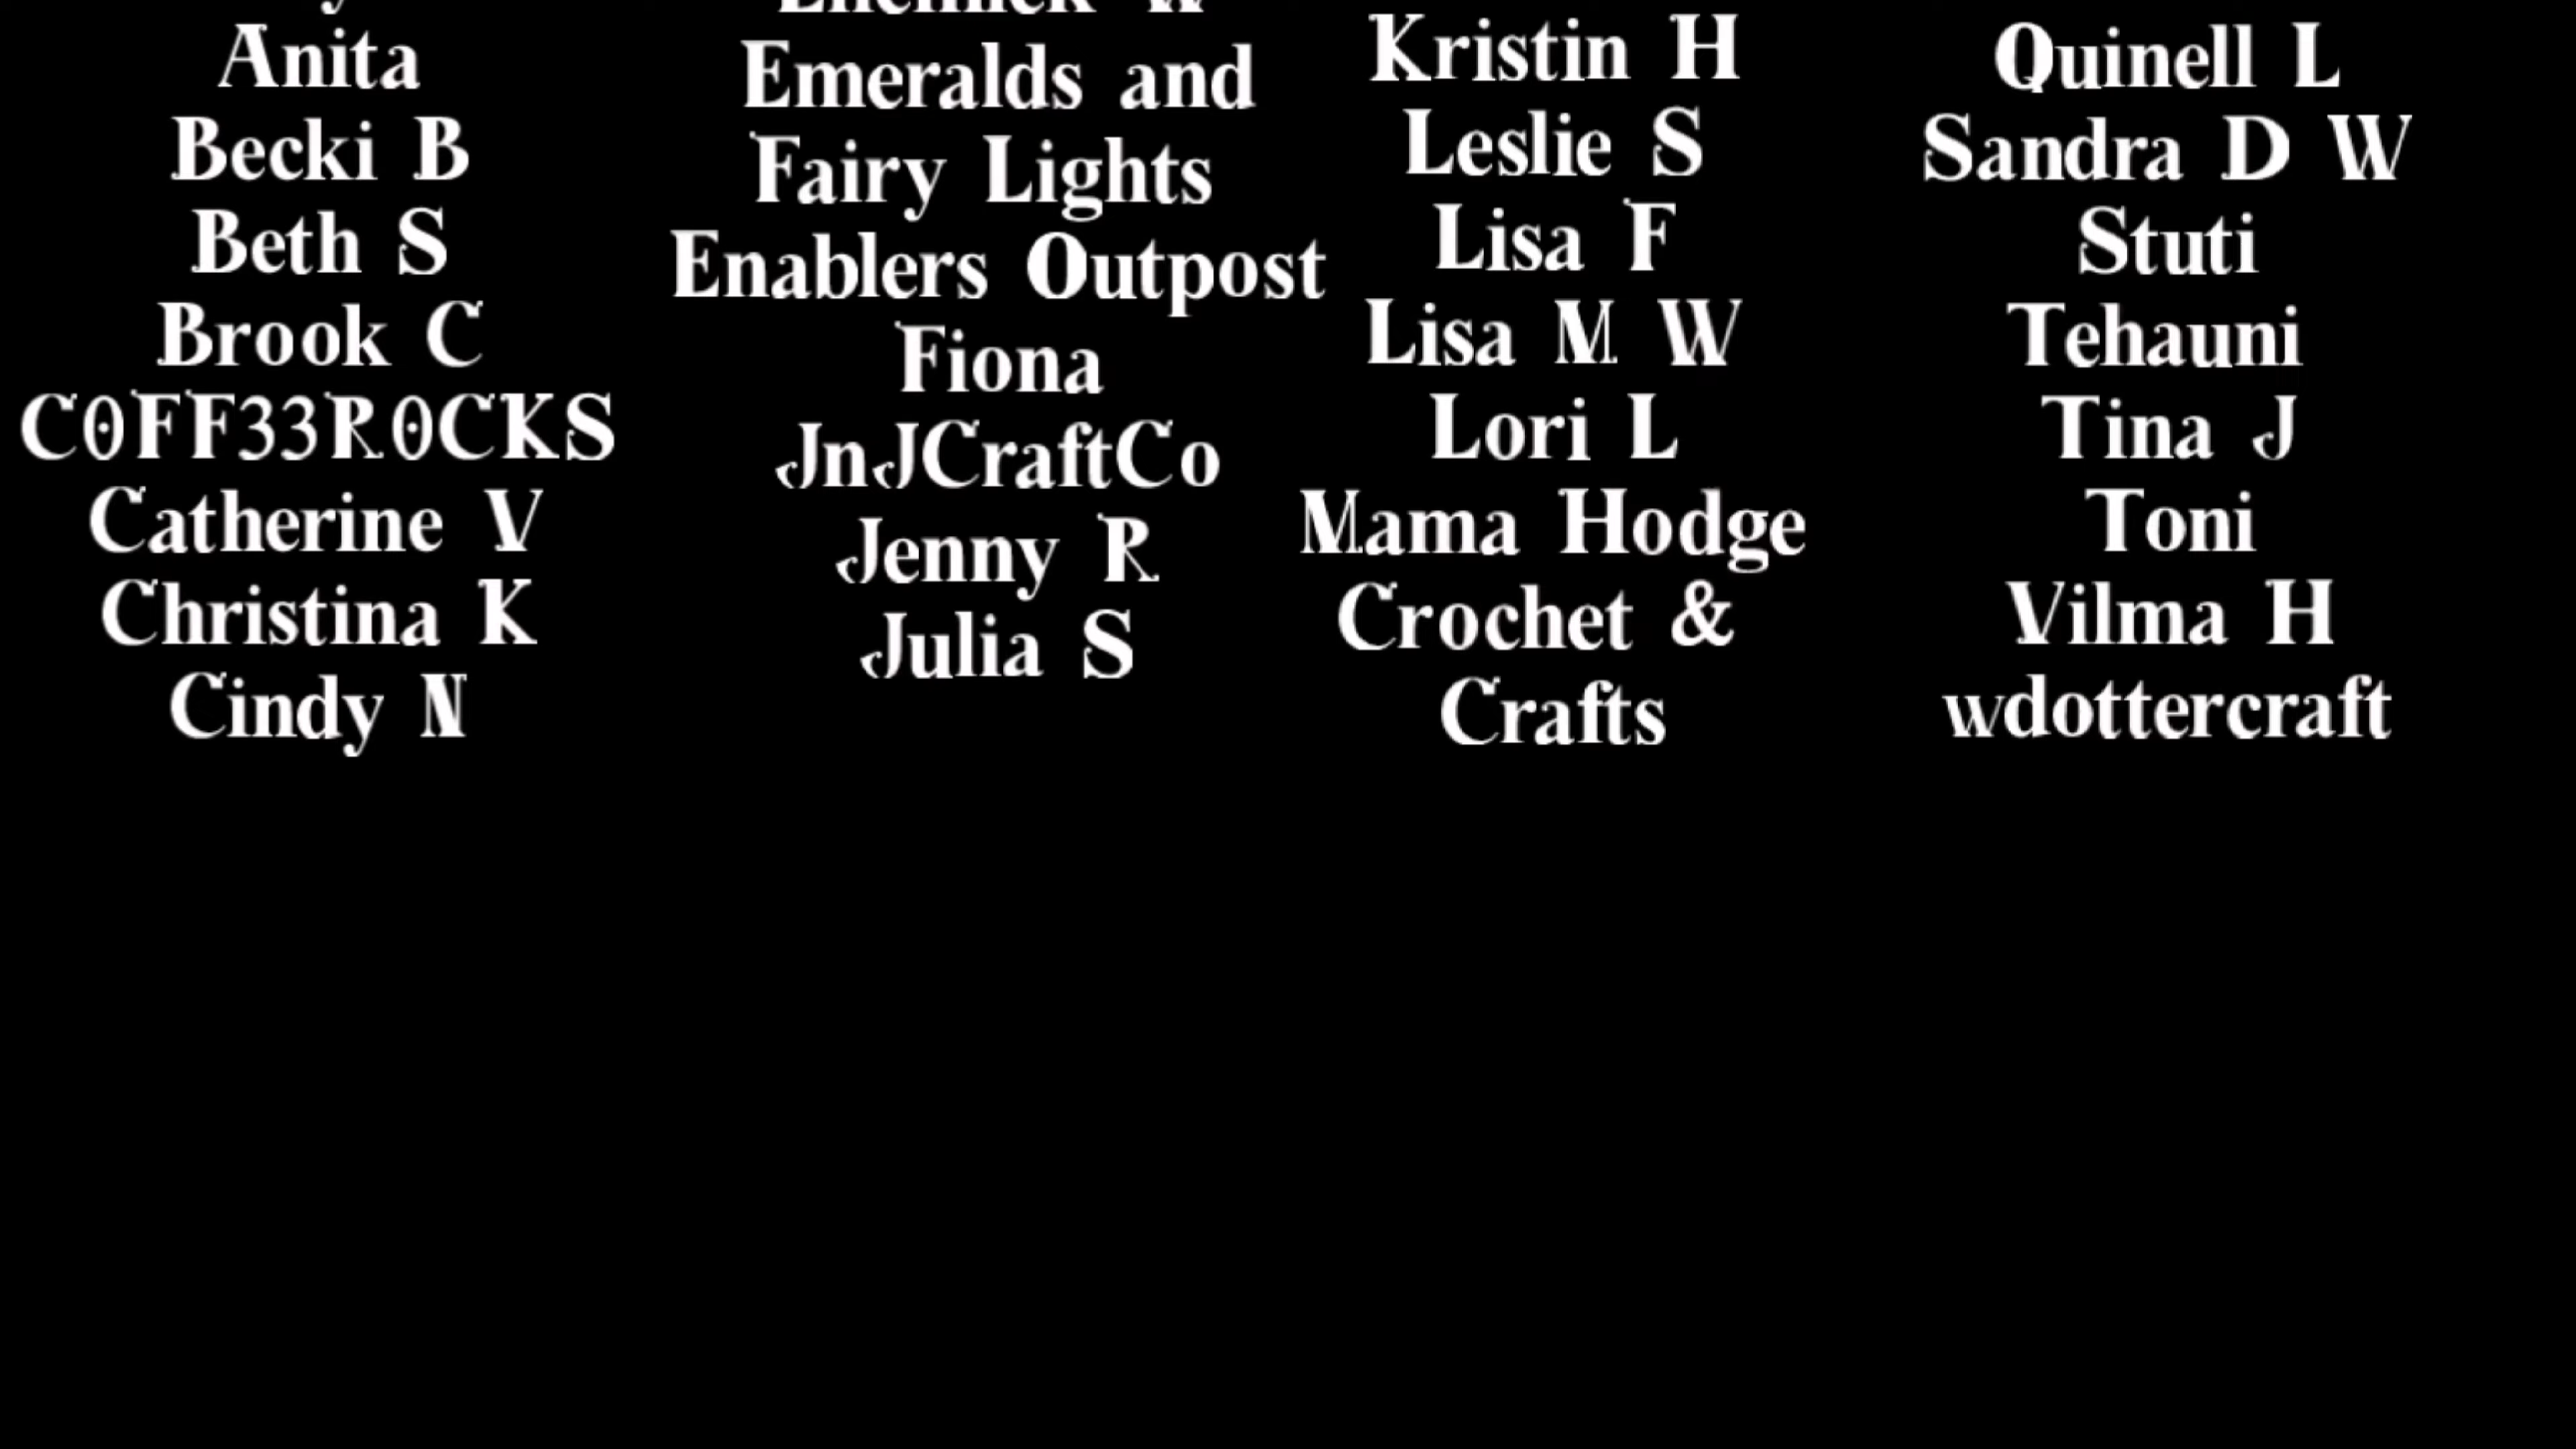 Anita
Becki B
Beth S
Brook C
C0FF33R0CKS
Catherine V
Christina K
Cindy N
Emeralds and
Fairy Lights
Enablers Outpost
Fiona
JnJCraftCo
Jenny R
Julia S
Kristin H
Leslie S
Lisa F
Lisa M W
Lori L
Mama Hodge
Crochet &
Crafts
Quinell L
Sandra D W
Stuti
Tehauni
Tina J
Toni
Vilma H
wdottercraft